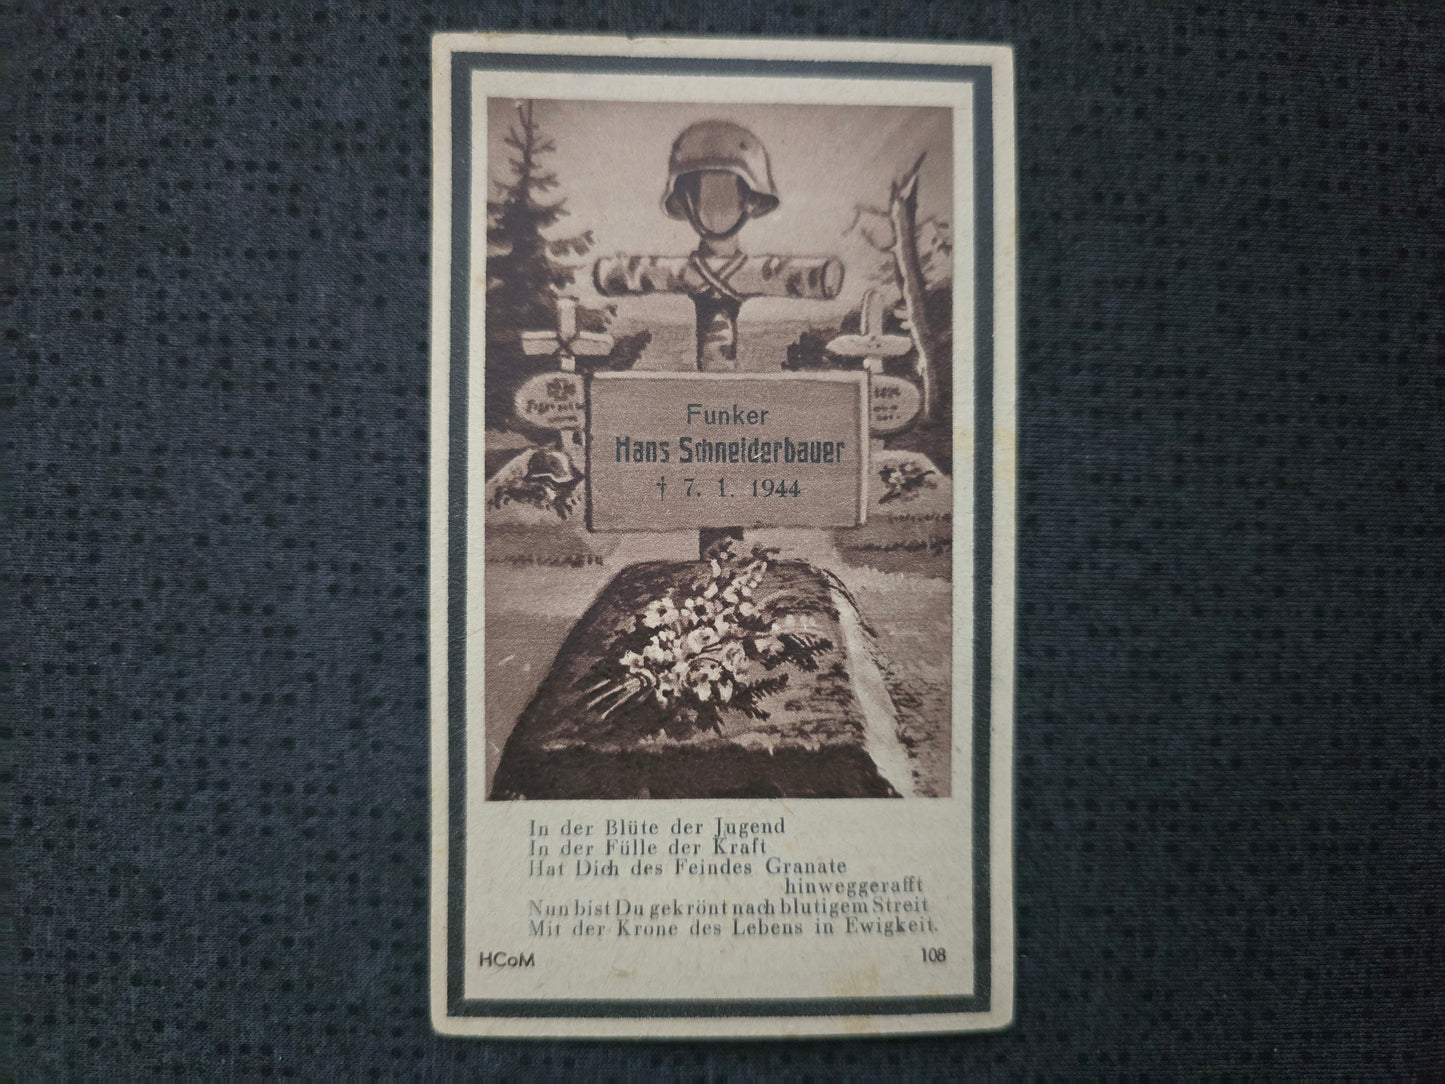 Funker
Hans Schneiderbauer
† 7. 1. 1944
In der Blüte der Jugend
In der Fülle der Kraft
Hat Dich des Feindes Granate
hinweggerafft
Nun bist Du gekrönt nach blutigem Streit
Mit der Krone des Lebens in Ewigkeit.
HCoM
108